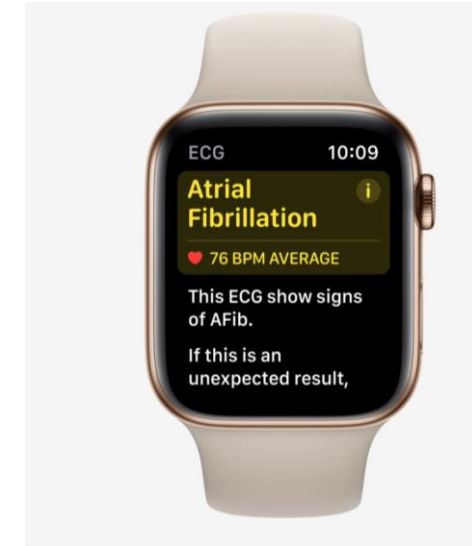 ECG 10:09
Atrial i
Fibrillation
76 BPM AVERAGE
This ECG show signs
of AFib.
If this is an
unexpected result,